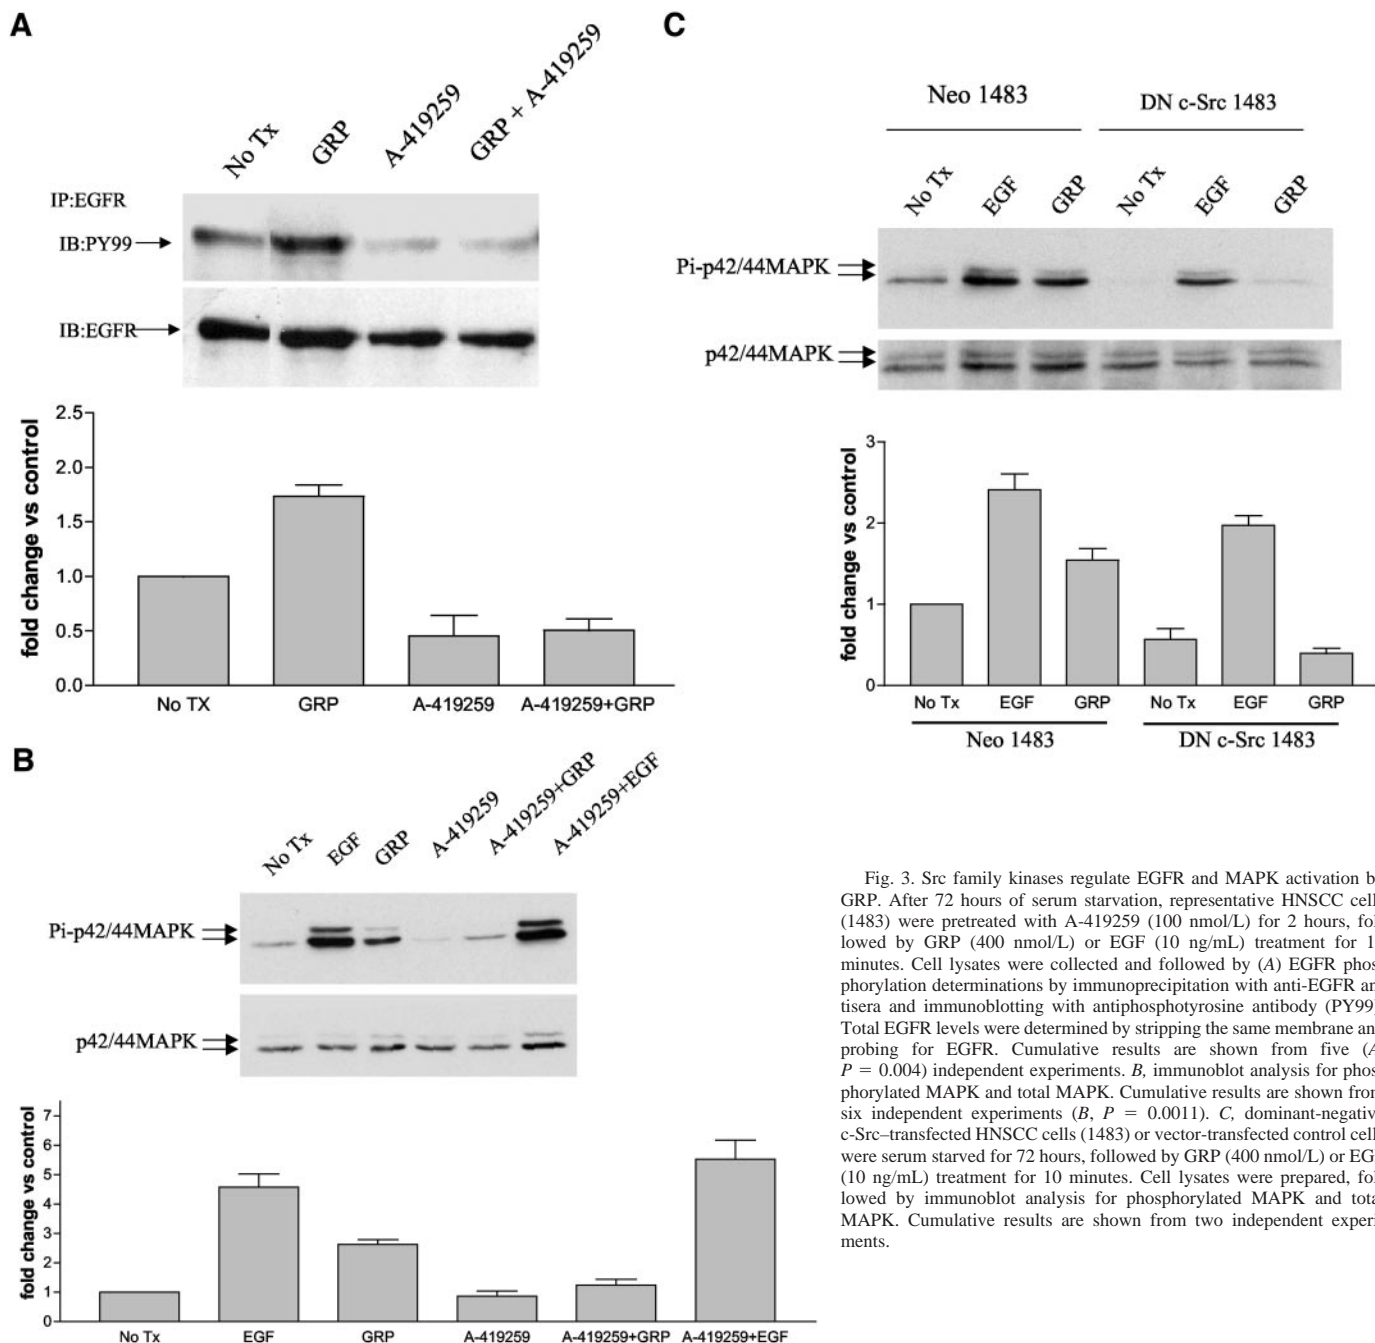 A
No Tx
GRP
A-419259
GRP + A-419259
IP:EGFR
IB:PY99
IB:EGFR
fold change vs control
2.5
2.0
1.5
1.0
0.5
0.0
No TX
GRP
A-419259
A-419259+GRP
B
No Tx
EGF
GRP
A-419259
A-419259+GRP
A-419259+EGF
Pi-p42/44MAPK
p42/44MAPK
fold change vs control
7
6
5
4
3
2
1
0
No Tx
EGF
GRP
A-419259
A-419259+GRP
A-419259+EGF
C
Neo 1483
DN c-Src 1483
No Tx
EGF
GRP
No Tx
EGF
GRP
Pi-p42/44MAPK
p42/44MAPK
fold change vs control
3
2
1
0
No Tx
EGF
GRP
No Tx
EGF
GRP
Neo 1483
DN c-Src 1483
Fig. 3. Src family kinases regulate EGFR and MAPK activation b
GRP. After 72 hours of serum starvation, representative HNSCC cell
(1483) were pretreated with A-419259 (100 nmol/L) for 2 hours, fol
lowed by GRP (400 nmol/L) or EGF (10 ng/mL) treatment for 1
minutes. Cell lysates were collected and followed by (A) EGFR phos
phorylation determinations by immunoprecipitation with anti-EGFR an
tisera and immunoblotting with antiphosphotyrosine antibody (PY99
Total EGFR levels were determined by stripping the same membrane an
probing for EGFR. Cumulative results are shown from five (A
P = 0.004) independent experiments. B, immunoblot analysis for phos
phorylated MAPK and total MAPK. Cumulative results are shown from
six independent experiments (B, P = 0.0011). C, dominant-negativ
c-Src–transfected HNSCC cells (1483) or vector-transfected control cell
were serum starved for 72 hours, followed by GRP (400 nmol/L) or EG
(10 ng/mL) treatment for 10 minutes. Cell lysates were prepared, fol
lowed by immunoblot analysis for phosphorylated MAPK and tota
MAPK. Cumulative results are shown from two independent experi
ments.